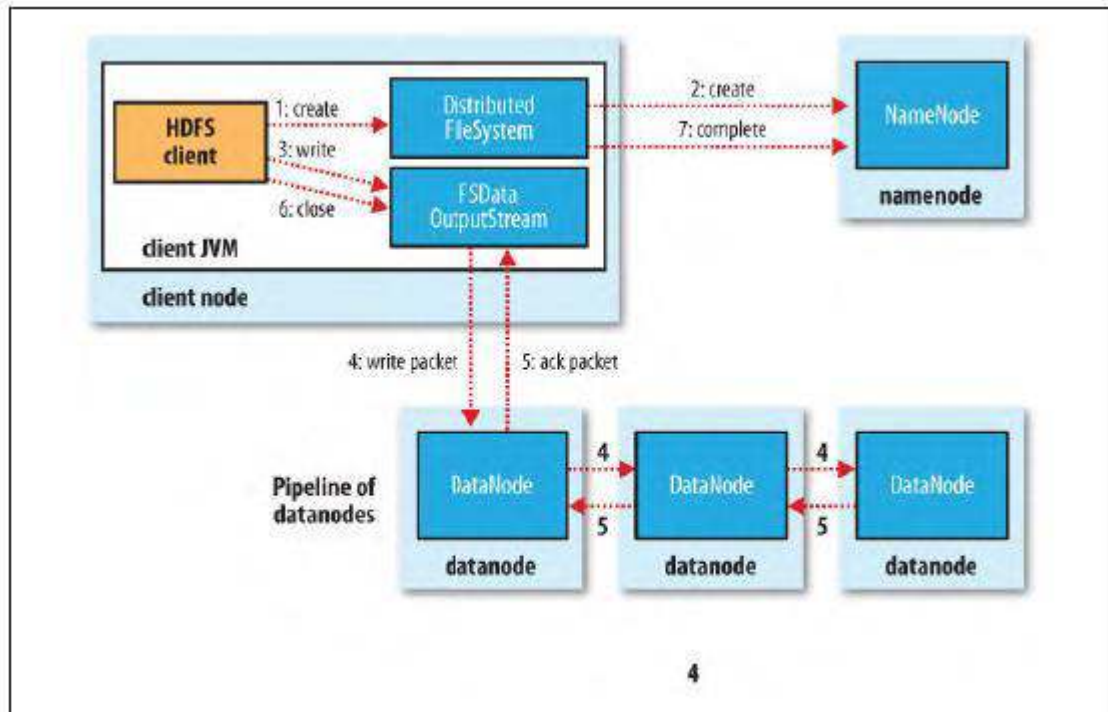 HDFS
client
1: create
3: write
6: close
Distributed
FileSystem
FSData
OutputStream
client JVM
client node
2: create
7: complete
NameNode
namenode
4: write packet
5: ack packet
Pipeline of
datanodes
DataNode
datanode
4
5
DataNode
datanode
4
5
DataNode
datanode
4